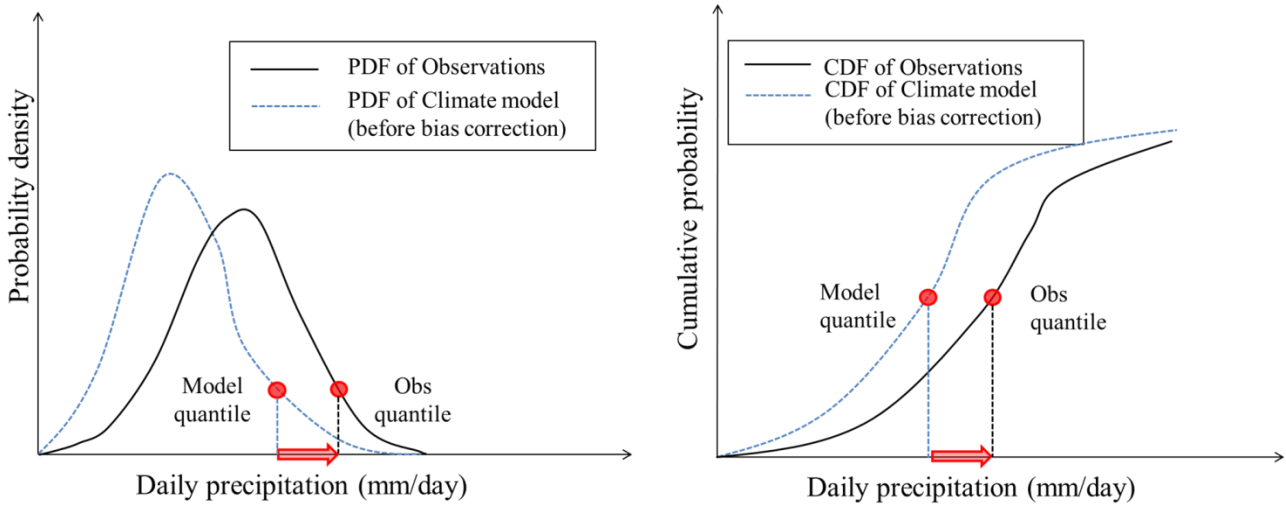 Probability density
PDF of Observations
PDF of Climate model
(before bias correction)
Model
quantile
Obs
quantile
Daily precipitation (mm/day)
Cumulative probability
CDF of Observations
CDF of Climate model
(before bias correction)
Model
quantile
Obs
quantile
Daily precipitation (mm/day)